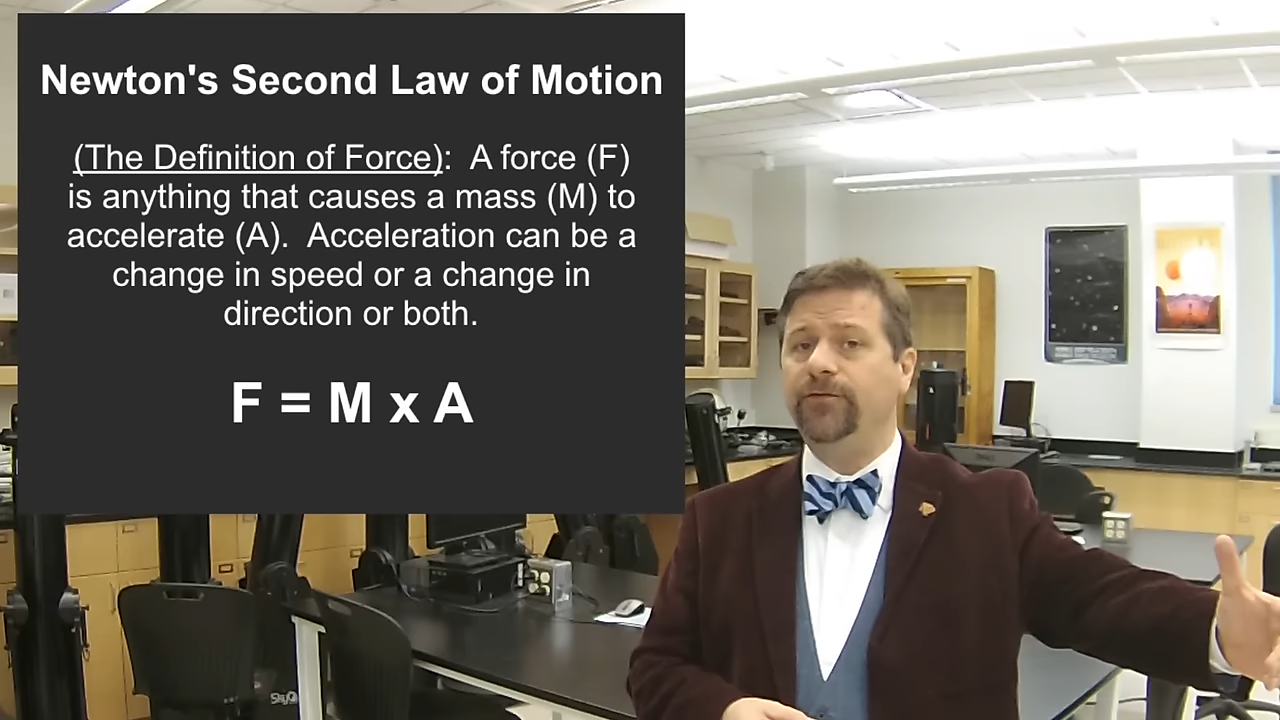 Newton's Second Law of Motion
(The Definition of Force): A force (F)
is anything that causes a mass (M) to
accelerate (A). Acceleration can be a
change in speed or a change in
direction or both.
F = M x A